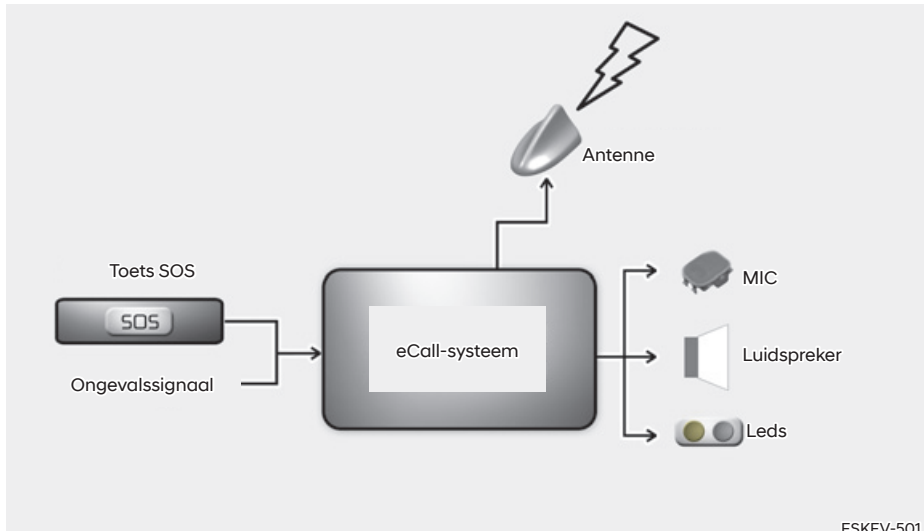 Antenne
Toets SOS
SOS
Ongevalssignaal
eCall-systeem
MIC
Luidspreker
Leds
ESKEV-501